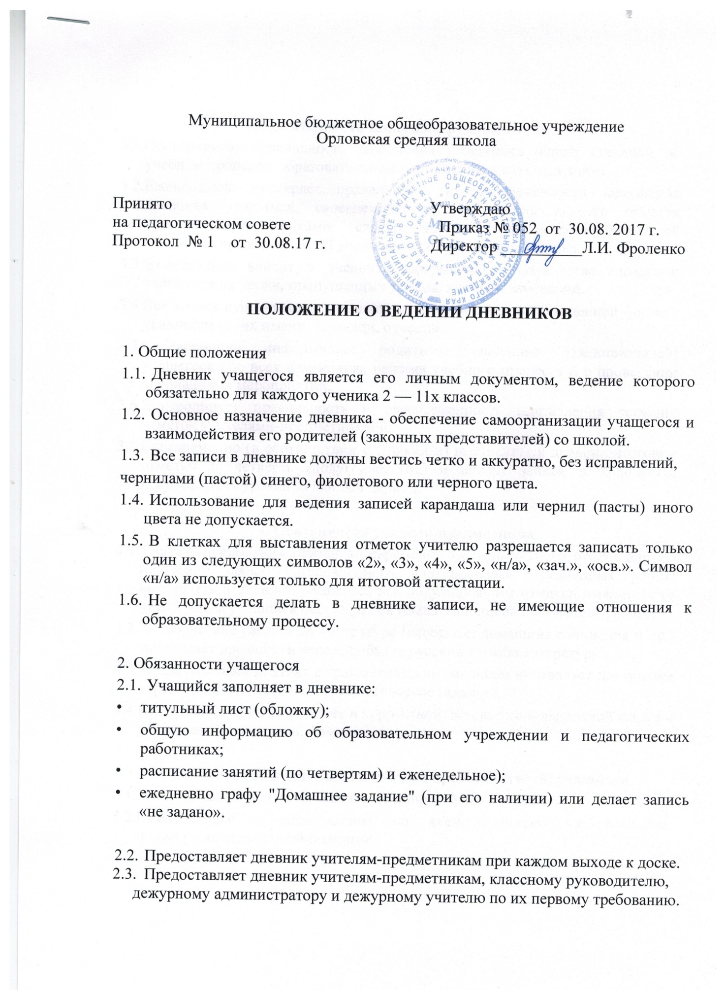 Муниципальное бюджетное общеобразовательное учреждение
Орловская средняя школа
Принято
на педагогическом совете
Протокол № 1 от 30.08.17 г.
Утверждаю
Приказ № 052 от 30.08. 2017 г.
Директор __________Л.И. Фроленко
МБОУ
ОСШ
ПОЛОЖЕНИЕ О ВЕДЕНИИ ДНЕВНИКОВ
1. Общие положения
1.1. Дневник учащегося является его личным документом, ведение которого
обязательно для каждого ученика 2 — 11х классов.
1.2. Основное назначение дневника - обеспечение самоорганизации учащегося и
взаимодействия его родителей (законных представителей) со школой.
1.3. Все записи в дневнике должны вестись четко и аккуратно, без исправлений,
чернилами (пастой) синего, фиолетового или черного цвета.
1.4. Использование для ведения записей карандаша или чернил (пасты) иного
цвета не допускается.
1.5. В клетках для выставления отметок учителю разрешается записать только
один из следующих символов «2», «3», «4», «5», «н/а», «зач.», «осв.». Символ
«н/а» используется только для итоговой аттестации.
1.6. Не допускается делать в дневнике записи, не имеющие отношения к
образовательному процессу.
2. Обязанности учащегося
2.1. Учащийся заполняет в дневнике:
• титульный лист (обложку);
• общую информацию об образовательном учреждении и педагогических
работниках;
• расписание занятий (по четвертям) и еженедельное);
• ежедневно графу "Домашнее задание" (при его наличии) или делает запись
«не задано».
2.2. Предоставляет дневник учителям-предметникам при каждом выходе к доске.
2.3. Предоставляет дневник учителям-предметникам, классному руководителю,
дежурному администратору и дежурному учителю по их первому требованию.